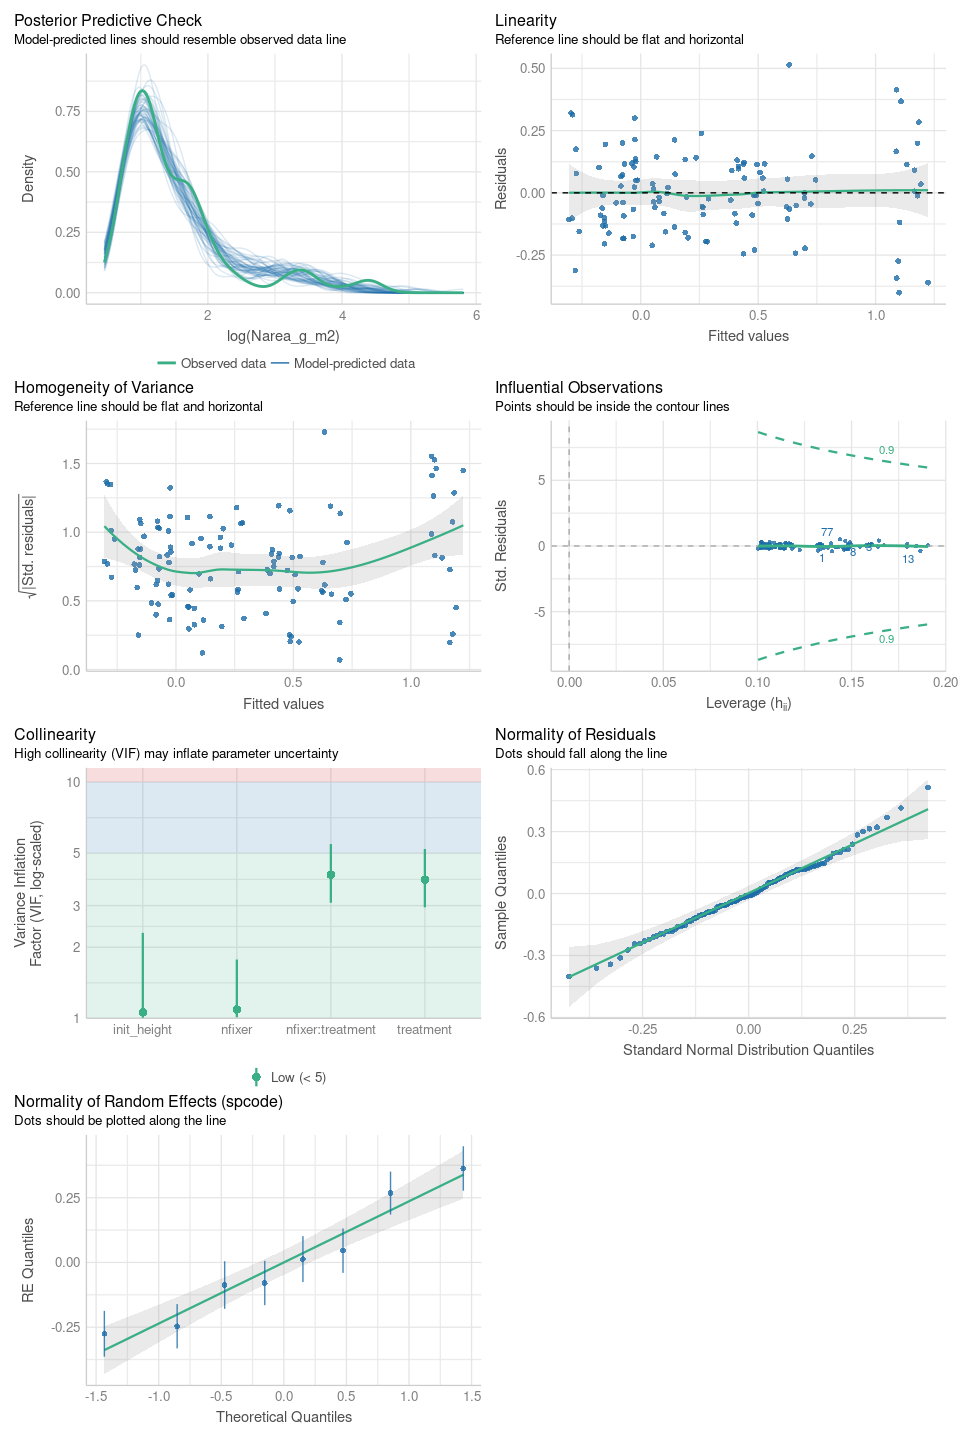 Posterior Predictive Check
Model-predicted lines should resemble observed data line
0.75
0.50
0.25
0.00
Density
2
4
6
log(Narea_g_m2)
Observed data
Model-predicted data
Linearity
Reference line should be flat and horizontal
0.50
0.25
0.00
-0.25
Residuals
0.0
0.5
1.0
Fitted values
Homogeneity of Variance
Reference line should be flat and horizontal
1.5
1.0
0.5
0.0
√|Std. residuals|
0.0
0.5
1.0
Fitted values
Influential Observations
Points should be inside the contour lines
5
0
-5
Std. Residuals
0.9
77
1
8
5
13
0.9
0.00
0.05
0.10
0.15
0.20
Leverage (hii)
Collinearity
High collinearity (VIF) may inflate parameter uncertainty
10
5
3
2
1
Variance Inflation
Factor (VIF, log-scaled)
init_height
nfixer
nfixer:treatment
treatment
Low (< 5)
Normality of Residuals
Dots should fall along the line
0.6
0.3
0.0
-0.3
-0.6
Sample Quantiles
-0.25
0.00
0.25
Standard Normal Distribution Quantiles
Normality of Random Effects (spcode)
Dots should be plotted along the line
0.25
0.00
-0.25
RE Quantiles
-1.5
-1.0
-0.5
0.0
0.5
1.0
1.5
Theoretical Quantiles